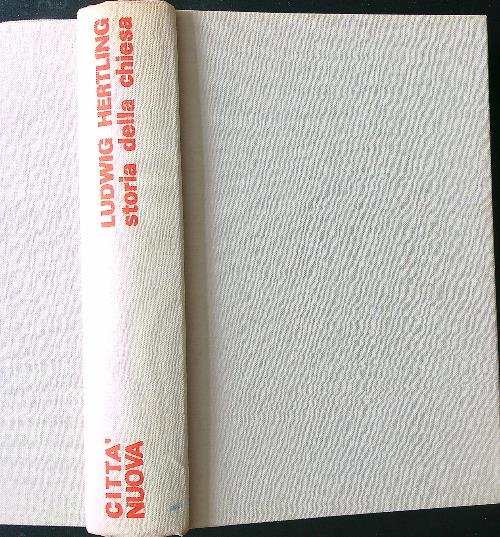 LUDWIG HERTLING
storia della chiesa
CITTA'
NUOVA